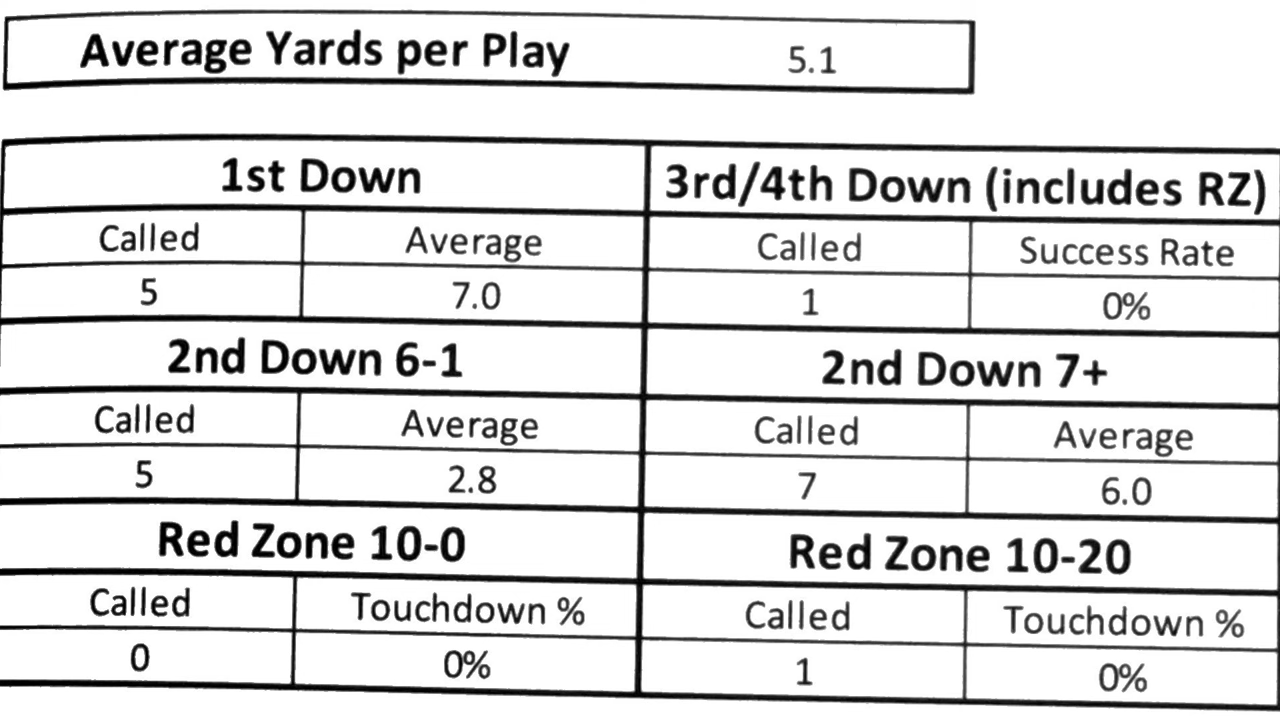 Average Yards per Play 5.1
1st Down 3rd/4th Down (includes RZ)
Called Average Called Success Rate
5 7.0 1 0%
2nd Down 6-1 2nd Down 7+
Called Average Called Average
5 2.8 7 6.0
Red Zone 10-0 Red Zone 10-20
Called Touchdown % Called Touchdown %
0 0% 1 0%